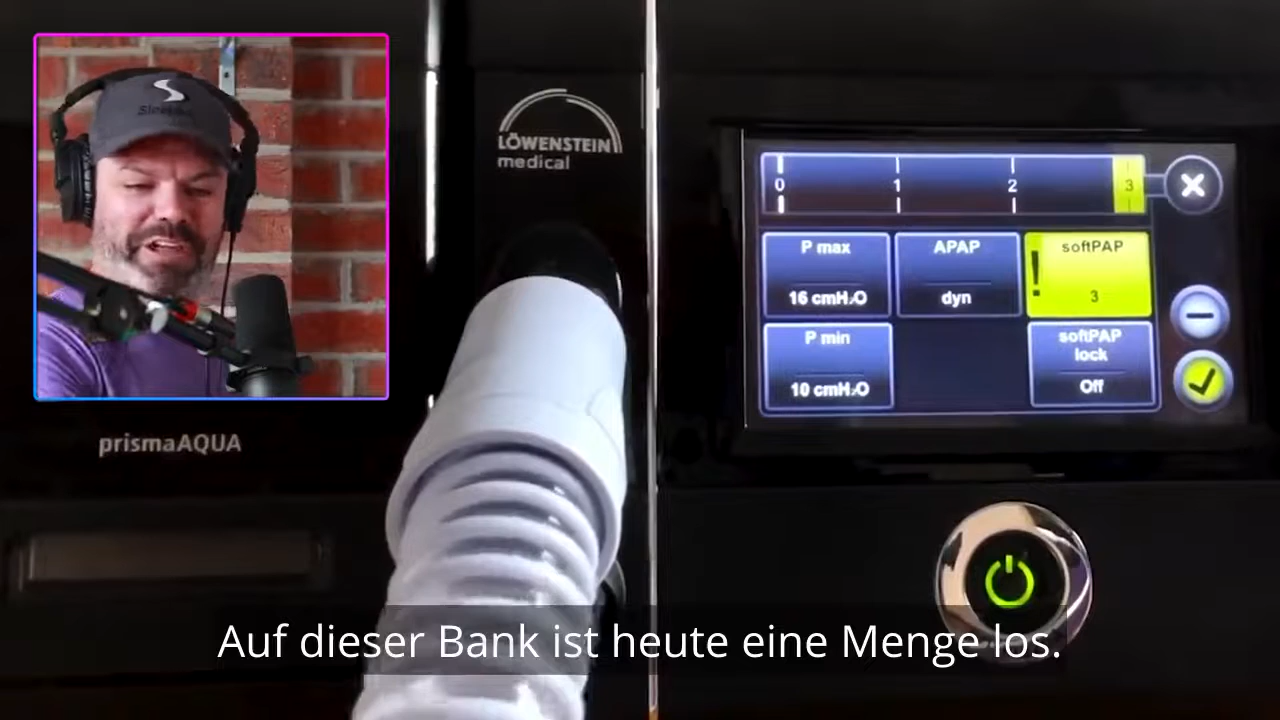 LÖWENSTEIN
medical
0 1 2 3
P max
16 cmH₂O
APAP
dyn
softPAP
!
3
P min
10 cmH₂O
softPAP
lock
Off
prismaAQUA
Auf dieser Bank ist heute eine Menge los.